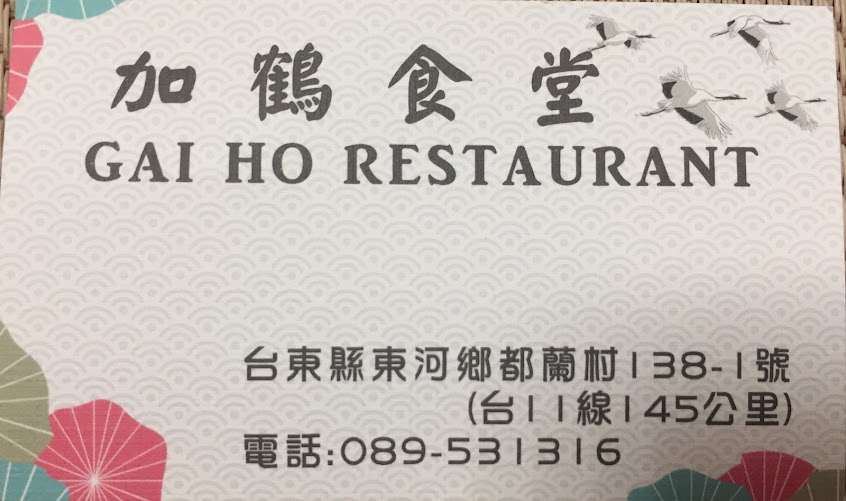 加鶴食堂
GAI HO RESTAURANT
台東縣東河鄉都蘭村138-1號
(台11線145公里)
電話:089-531316